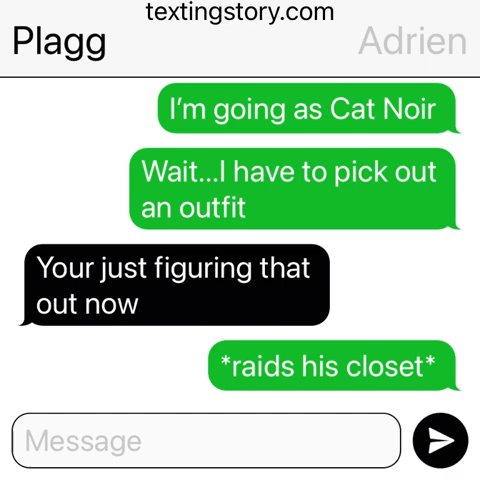 textingstory.com
Plagg
Adrien
I'm going as Cat Noir
Wait...I have to pick out
an outfit
Your just figuring that
out now
*raids his closet*
Message